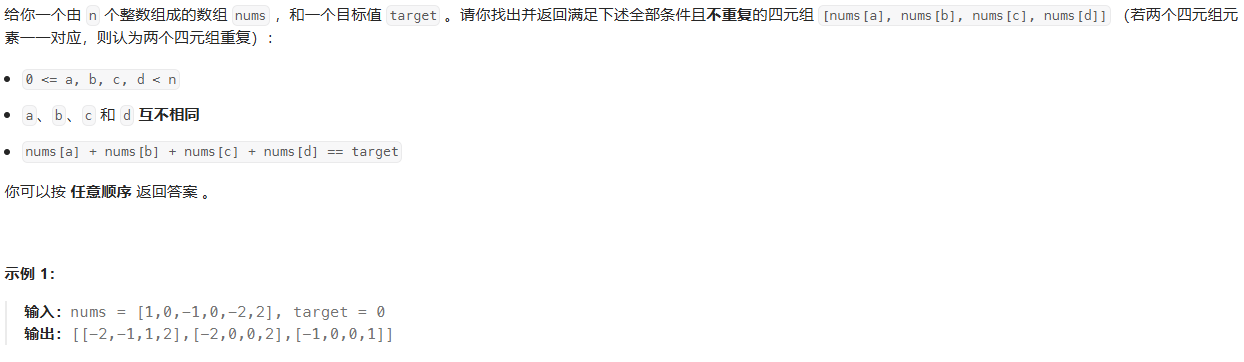 给你一个由 n 个整数组成的数组 nums ，和一个目标值 target 。请你找出并返回满足下述全部条件且不重复的四元组 [nums[a], nums[b], nums[c], nums[d]] （若两个四元组元
素一一对应，则认为两个四元组重复）：
• 0 <= a, b, c, d < n
• a、b、c 和 d 互不相同
• nums[a] + nums[b] + nums[c] + nums[d] == target
你可以按 任意顺序 返回答案 。
示例 1：
输入：nums = [1,0,-1,0,-2,2], target = 0
输出：[[-2,-1,1,2],[-2,0,0,2],[-1,0,0,1]]